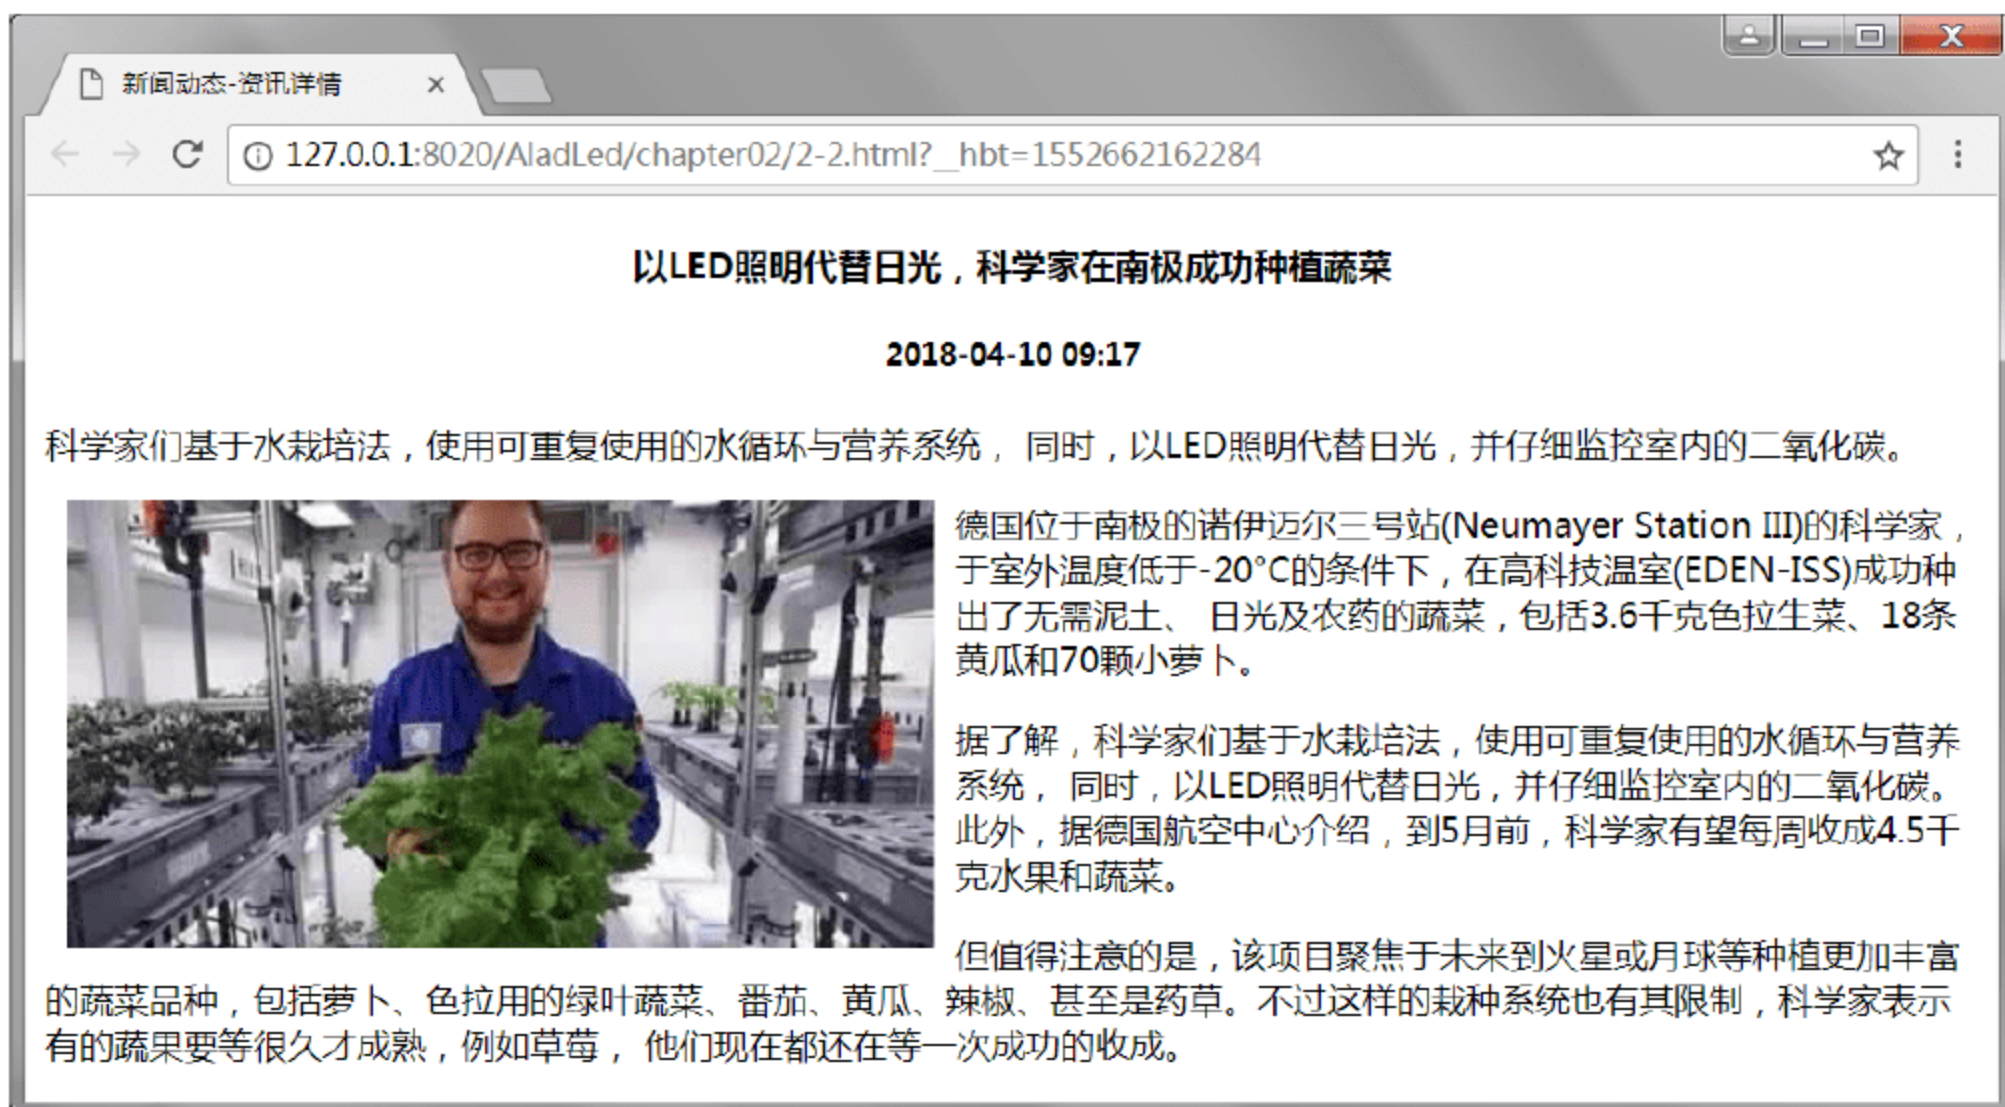 新闻动态-资讯详情
127.0.0.1:8020/AladLed/chapter02/2-2.html?__hbt=1552662162284
以LED照明代替日光，科学家在南极成功种植蔬菜
2018-04-10 09:17
科学家们基于水栽培法，使用可重复使用的水循环与营养系统， 同时，以LED照明代替日光，并仔细监控室内的二氧化碳。
德国位于南极的诺伊迈尔三号站(Neumayer Station III)的科学家，
于室外温度低于-20°C的条件下，在高科技温室(EDEN-ISS)成功种
出了无需泥土、 日光及农药的蔬菜，包括3.6千克色拉生菜、18条
黄瓜和70颗小萝卜。
据了解，科学家们基于水栽培法，使用可重复使用的水循环与营养
系统， 同时，以LED照明代替日光，并仔细监控室内的二氧化碳。
此外，据德国航空中心介绍，到5月前，科学家有望每周收成4.5千
克水果和蔬菜。
但值得注意的是，该项目聚焦于未来到火星或月球等种植更加丰富
的蔬菜品种，包括萝卜、色拉用的绿叶蔬菜、番茄、黄瓜、辣椒、甚至是药草。不过这样的栽种系统也有其限制，科学家表示
有的蔬果要等很久才成熟，例如草莓， 他们现在都还在等一次成功的收成。